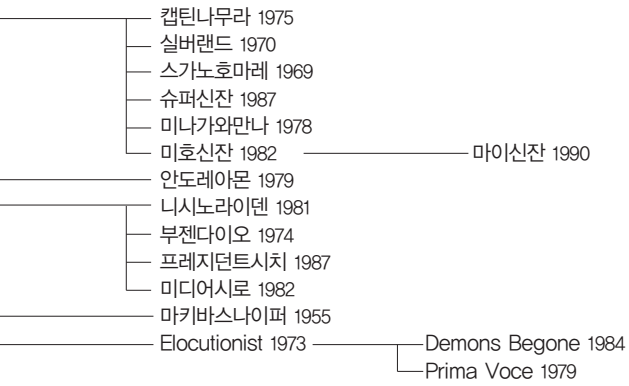 캡틴나무라 1975
실버랜드 1970
스가노호마레 1969
슈퍼신잔 1987
미나가와만나 1978
미호신잔 1982 마이신잔 1990
안도레아몬 1979
니시노라이덴 1981
부젠다이오 1974
프레지던트시치 1987
미디어시로 1982
마키바스나이퍼 1955
Elocutionist 1973 Demons Begone 1984
Prima Voce 1979